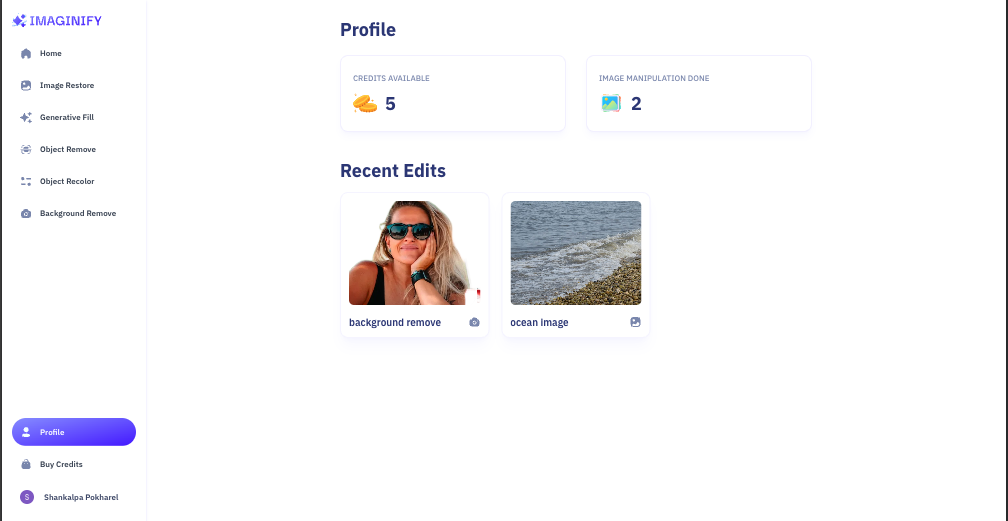 IMAGINIFY
Home
Image Restore
Generative Fill
Object Remove
Object Recolor
Background Remove
Profile
Buy Credits
S
Shankalpa Pokharel
Profile
CREDITS AVAILABLE
5
IMAGE MANIPULATION DONE
2
Recent Edits
background remove
ocean image